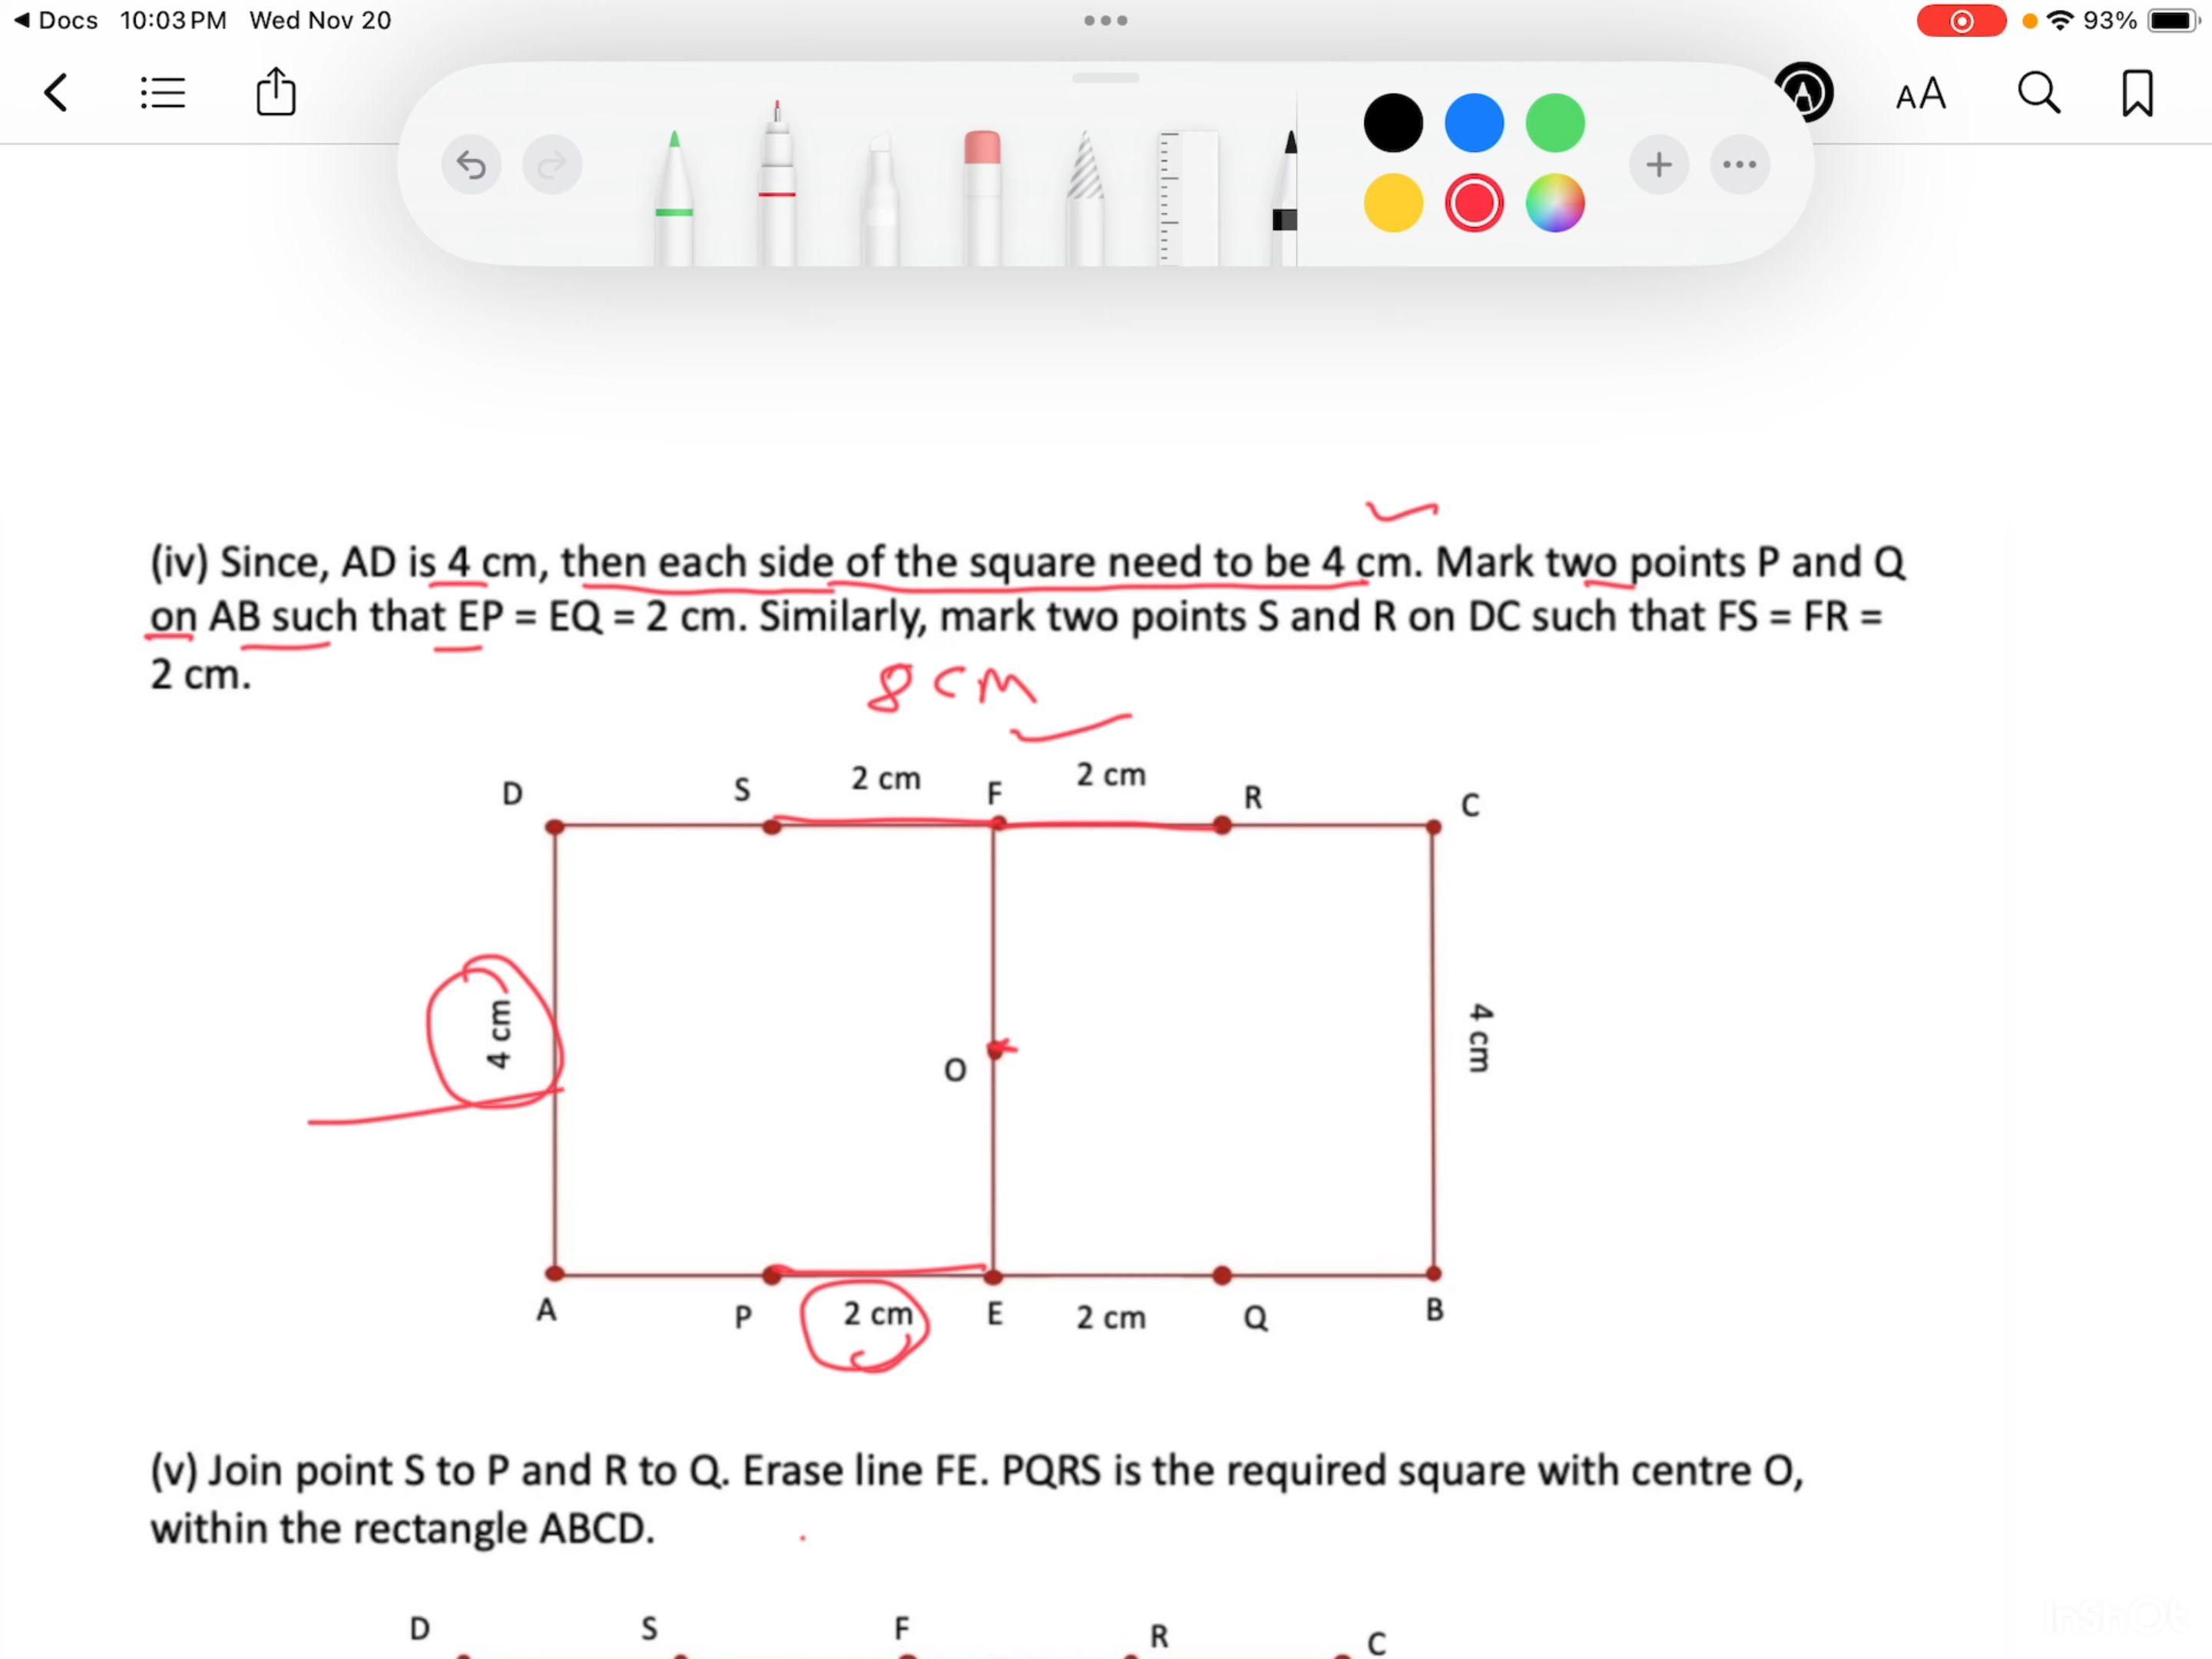 Docs 10:03 PM Wed Nov 20 93%
AA
(iv) Since, AD is 4 cm, then each side of the square need to be 4 cm. Mark two points P and Q
on AB such that EP = EQ = 2 cm. Similarly, mark two points S and R on DC such that FS = FR =
2 cm.
8 cm
D S 2 cm F 2 cm R C
4 cm
O
4 cm
A P 2 cm E 2 cm Q B
(v) Join point S to P and R to Q. Erase line FE. PQRS is the required square with centre O,
within the rectangle ABCD.
InShOt
D S F R C